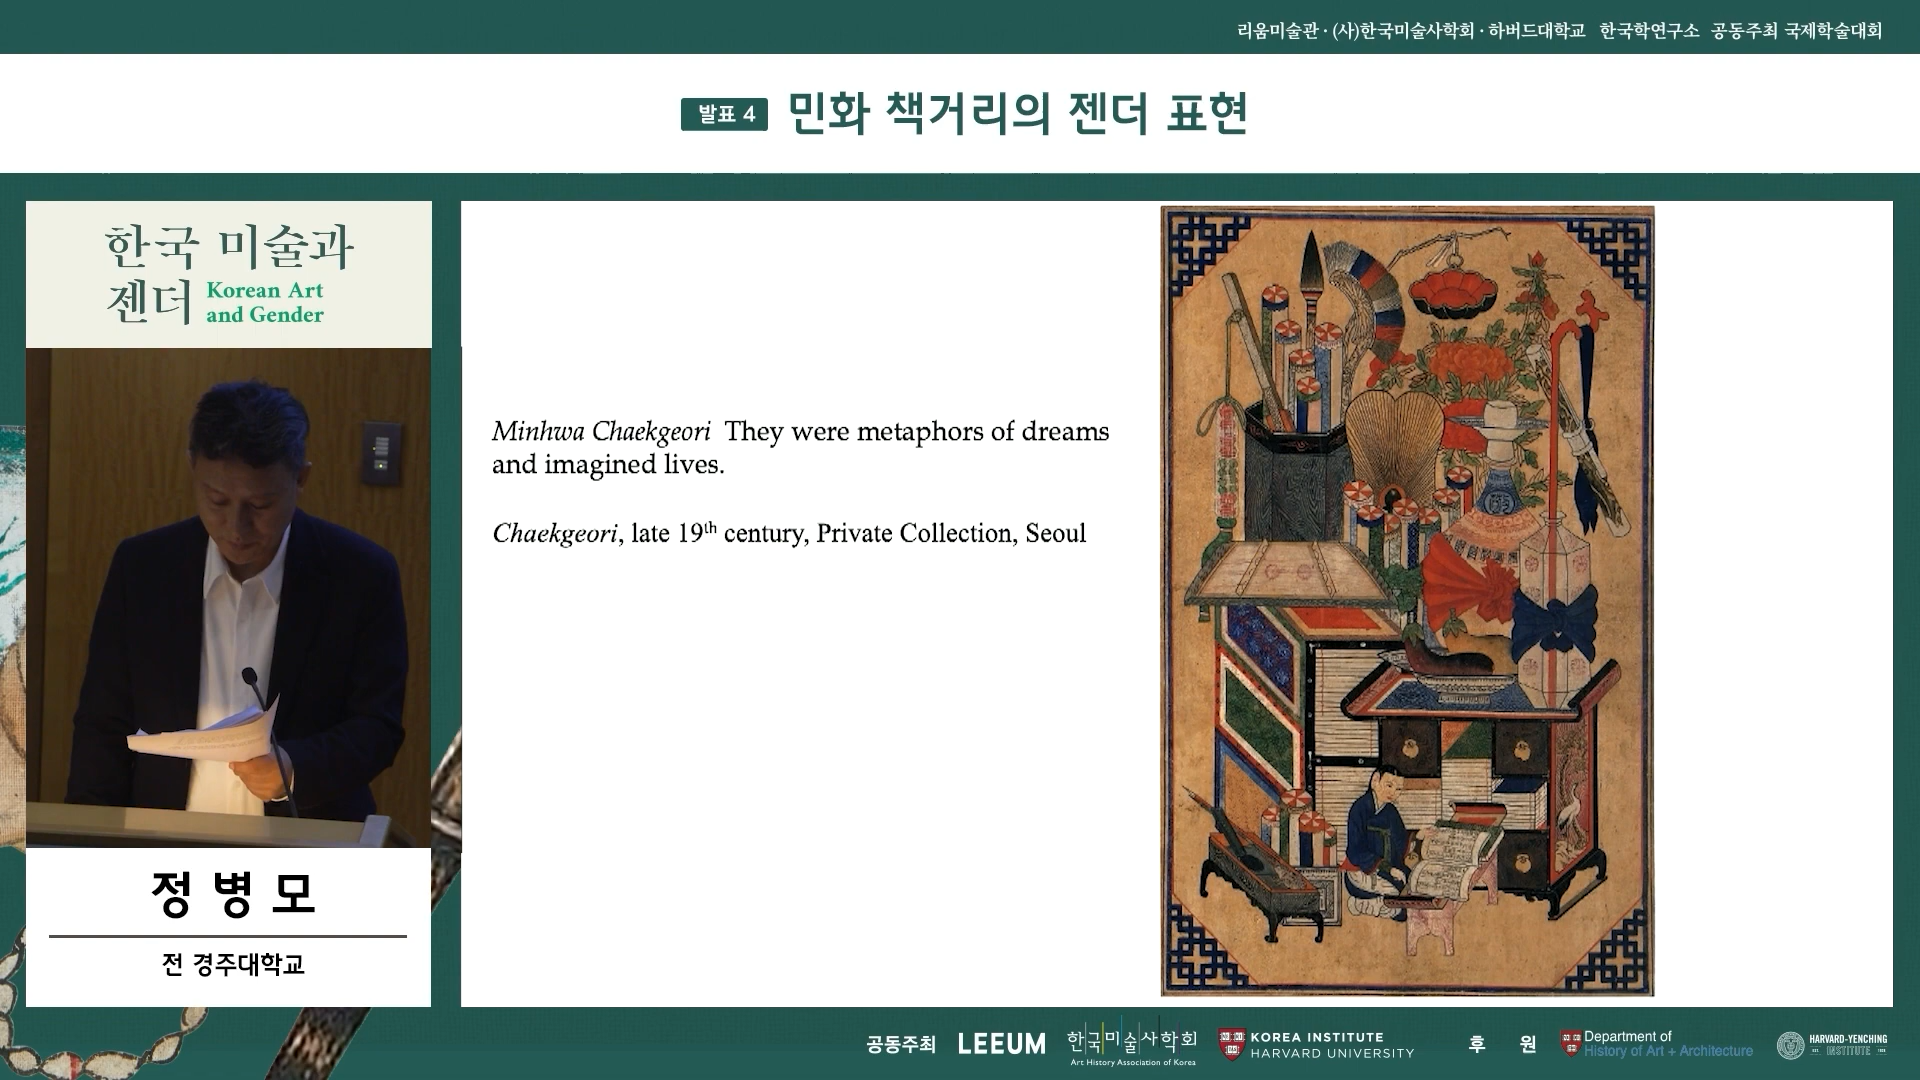 리움미술관 · (사)한국미술사학회 · 하버드대학교 한국학연구소 공동주최 국제학술대회
발표 4 민화 책거리의 젠더 표현
한국 미술과
젠더 Korean Art
and Gender
Minhwa Chaekgeori They were metaphors of dreams
and imagined lives.
Chaekgeori, late 19th century, Private Collection, Seoul
정병모
전 경주대학교
공동주최 LEEUM 한국미술사학회 Art History Association of Korea KOREA INSTITUTE HARVARD UNIVERSITY 후 원 Department of History of Art + Architecture HARVARD-YENCHING INSTITUTE